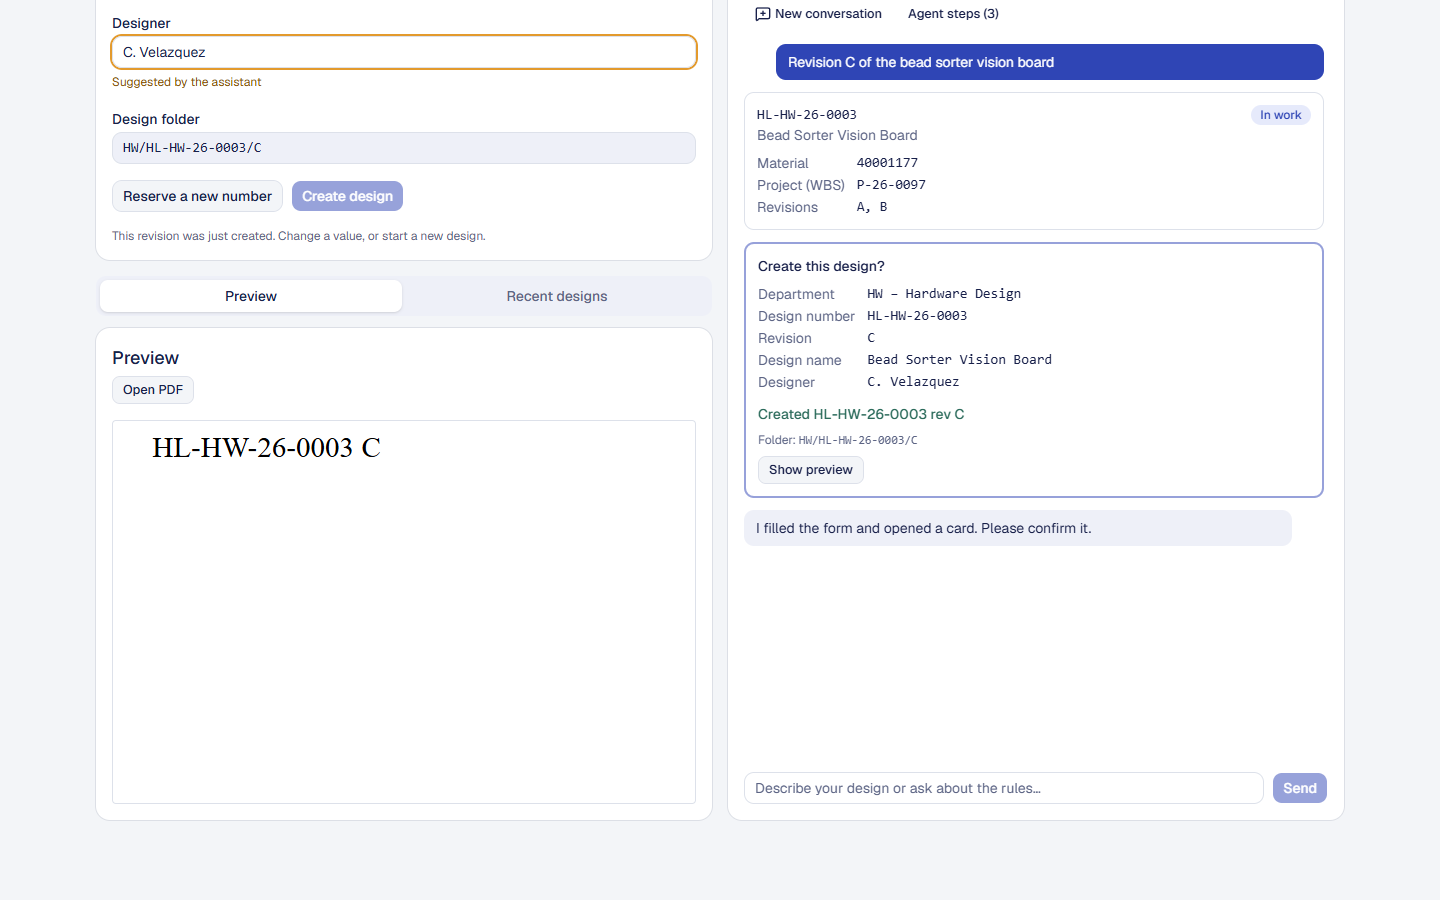 Designer
C. Velazquez
Suggested by the assistant
Design folder
HW/HL-HW-26-0003/C
Reserve a new number
Create design
This revision was just created. Change a value, or start a new design.
Preview
Recent designs
Preview
Open PDF
HL-HW-26-0003 C
New conversation
Agent steps (3)
Revision C of the bead sorter vision board
HL-HW-26-0003
In work
Bead Sorter Vision Board
Material 40001177
Project (WBS) P-26-0097
Revisions A, B
Create this design?
Department HW – Hardware Design
Design number HL-HW-26-0003
Revision C
Design name Bead Sorter Vision Board
Designer C. Velazquez
Created HL-HW-26-0003 rev C
Folder: HW/HL-HW-26-0003/C
Show preview
I filled the form and opened a card. Please confirm it.
Describe your design or ask about the rules…
Send